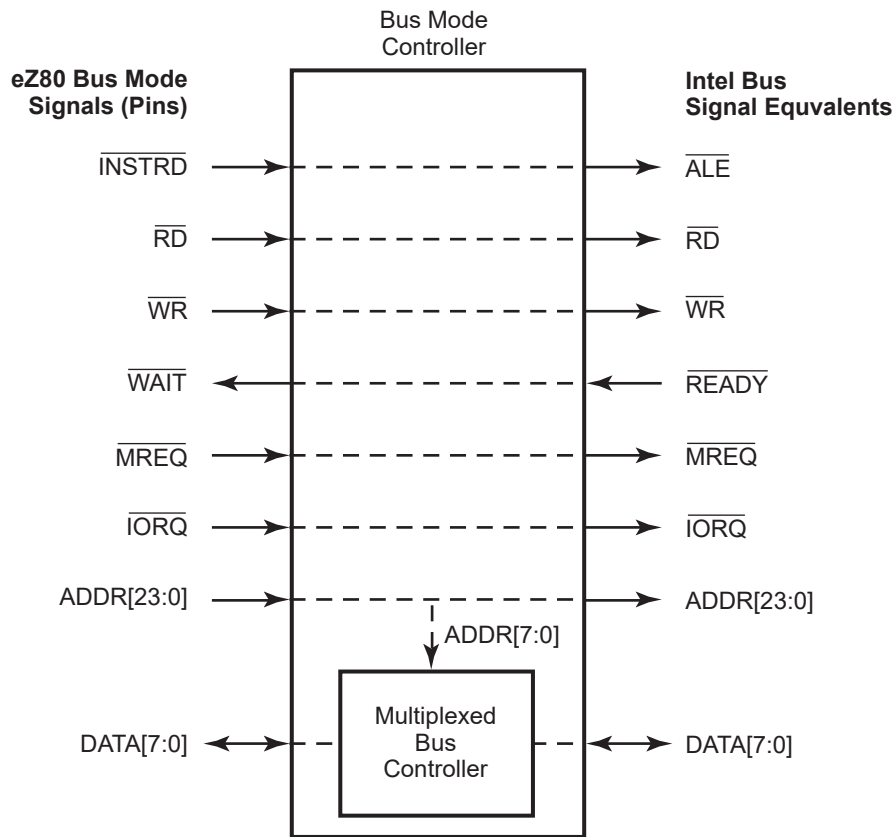 Bus Mode
Controller
eZ80 Bus Mode
Signals (Pins)
Intel Bus
Signal Equvalents
INSTRD
ALE
RD
RD
WR
WR
WAIT
READY
MREQ
MREQ
IORQ
IORQ
ADDR[23:0]
ADDR[23:0]
ADDR[7:0]
DATA[7:0]
Multiplexed
Bus
Controller
DATA[7:0]